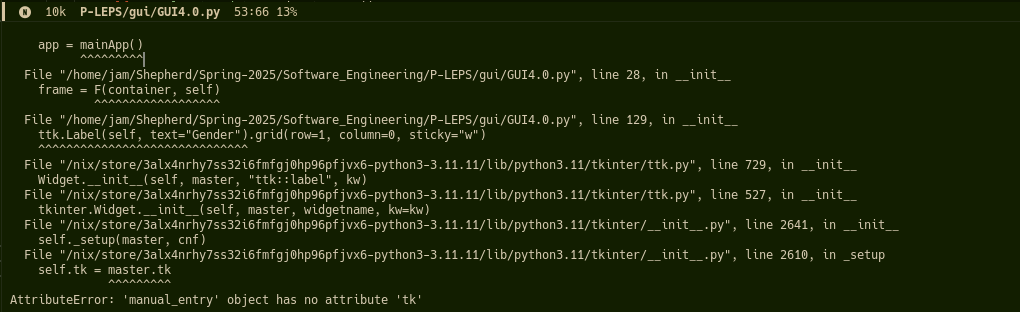 N 10k P-LEPS/gui/GUI4.0.py 53:66 13%
app = mainApp()
^^^^^^^^^
File "/home/jam/Shepherd/Spring-2025/Software_Engineering/P-LEPS/gui/GUI4.0.py", line 28, in __init__
frame = F(container, self)
^^^^^^^^^^^^^^^^^^
File "/home/jam/Shepherd/Spring-2025/Software_Engineering/P-LEPS/gui/GUI4.0.py", line 129, in __init__
ttk.Label(self, text="Gender").grid(row=1, column=0, sticky="w")
^^^^^^^^^^^^^^^^^^^^^^^^^^^^^^
File "/nix/store/3alx4nrhy7ss32i6fmfgj0hp96pfjvx6-python3-3.11.11/lib/python3.11/tkinter/ttk.py", line 729, in __init__
Widget.__init__(self, master, "ttk::label", kw)
File "/nix/store/3alx4nrhy7ss32i6fmfgj0hp96pfjvx6-python3-3.11.11/lib/python3.11/tkinter/ttk.py", line 527, in __init__
tkinter.Widget.__init__(self, master, widgetname, kw=kw)
File "/nix/store/3alx4nrhy7ss32i6fmfgj0hp96pfjvx6-python3-3.11.11/lib/python3.11/tkinter/__init__.py", line 2641, in __init__
self._setup(master, cnf)
File "/nix/store/3alx4nrhy7ss32i6fmfgj0hp96pfjvx6-python3-3.11.11/lib/python3.11/tkinter/__init__.py", line 2610, in _setup
self.tk = master.tk
^^^^^^^^^
AttributeError: 'manual_entry' object has no attribute 'tk'